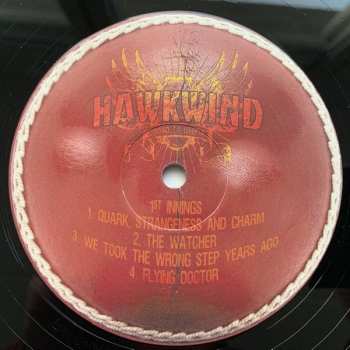 HAWKWIND
1ST INNINGS
1. QUARK, STRANGENESS AND CHARM
2. THE WATCHER
3. WE TOOK THE WRONG STEP YEARS AGO
4. FLYING DOCTOR